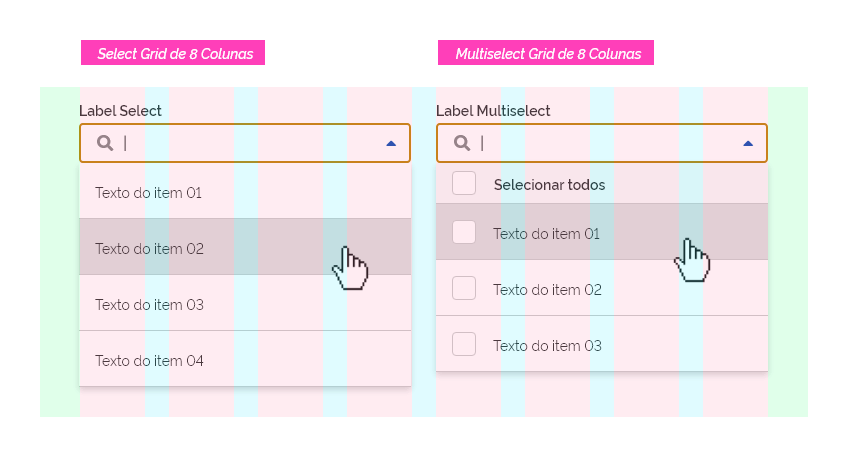 Select Grid de 8 Colunas
Multiselect Grid de 8 Colunas
Label Select
Texto do item 01
Texto do item 02
Texto do item 03
Texto do item 04
Label Multiselect
Selecionar todos
Texto do item 01
Texto do item 02
Texto do item 03